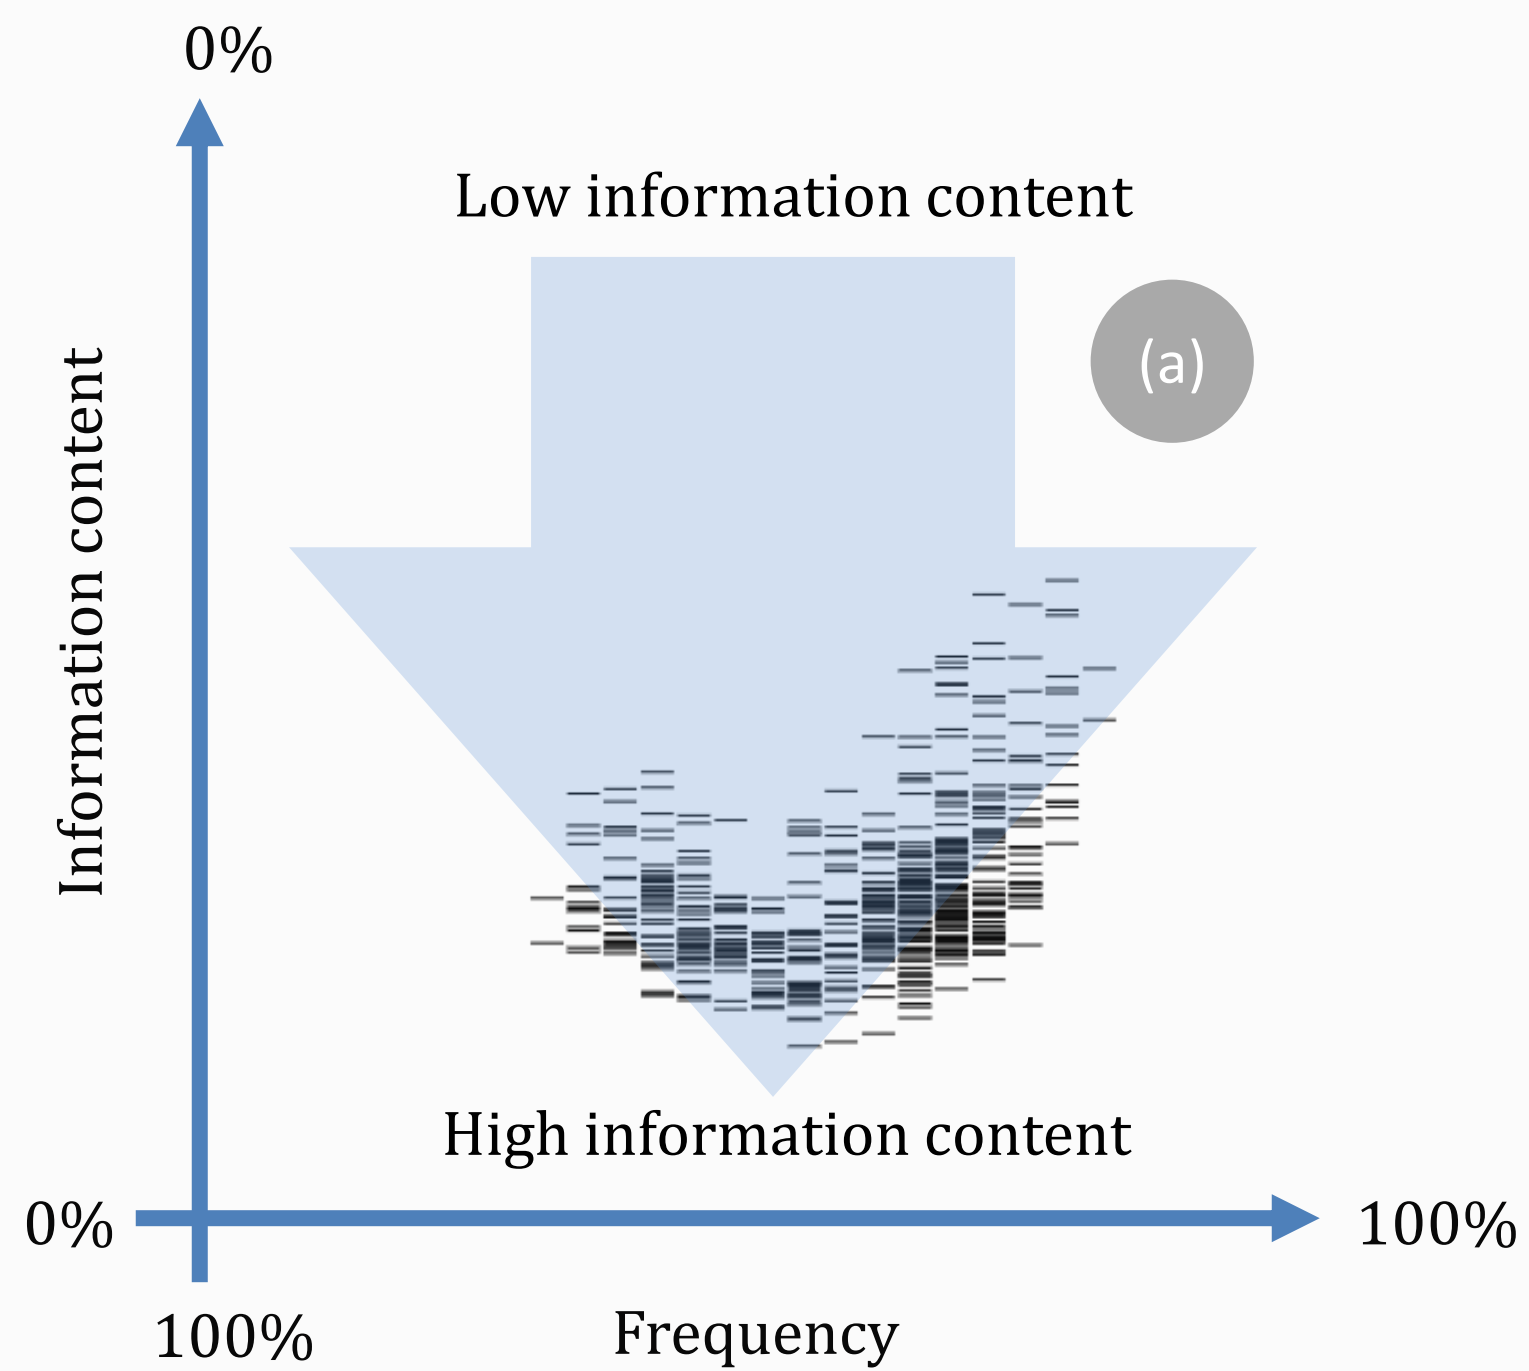 0%
Low information content
(a)
Information content
High information content
0%
100%
100%
Frequency